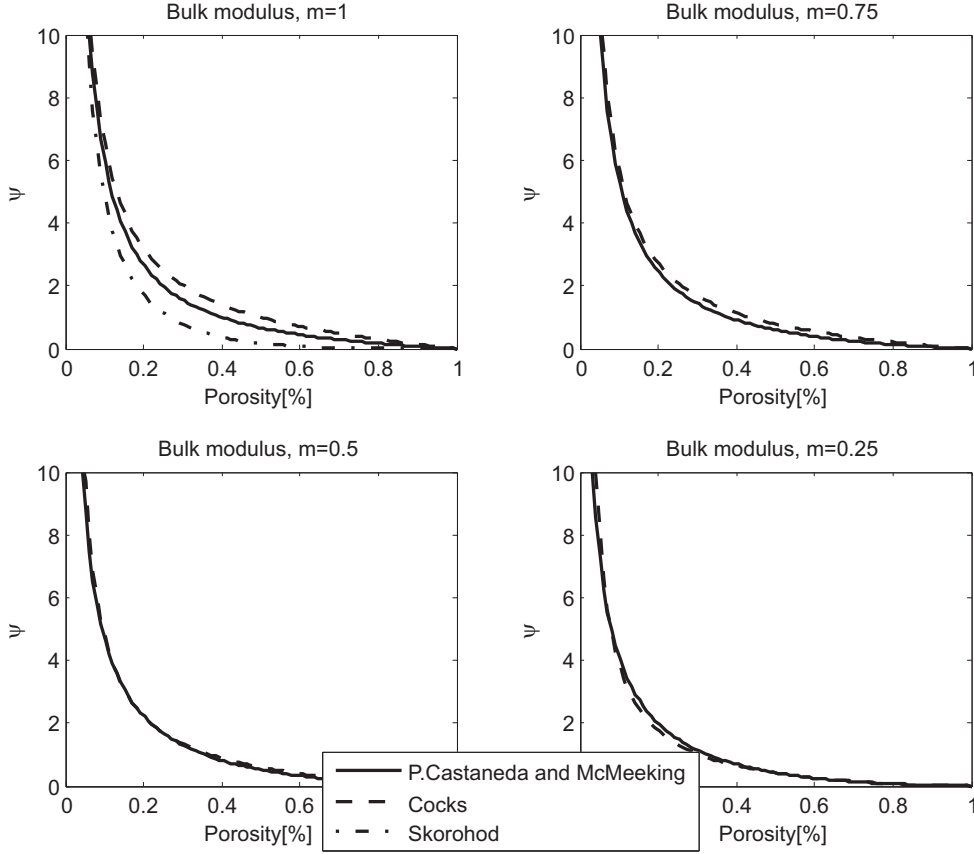 Bulk modulus, m=1
10
8
6
4
2
0
ψ
0 0.2 0.4 0.6 0.8 1
Porosity[%]
Bulk modulus, m=0.75
10
8
6
4
2
0
ψ
0 0.2 0.4 0.6 0.8 1
Porosity[%]
Bulk modulus, m=0.5
10
8
6
4
2
0
ψ
0 0.2 0.4 0.6
Porosity[%]
Bulk modulus, m=0.25
10
8
6
4
2
0
ψ
0.4 0.6 0.8 1
Porosity[%]
P.Castaneda and McMeeking
Cocks
Skorohod